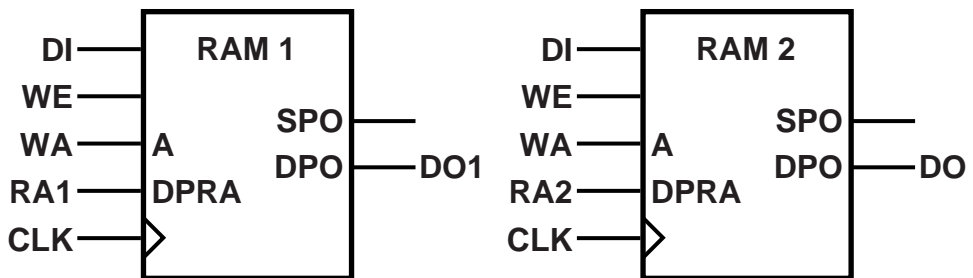 DI RAM 1
WE
SPO
WA A
DPO DO1
RA1 DPRA
CLK
DI RAM 2
WE
SPO
WA A
DPO DO
RA2 DPRA
CLK